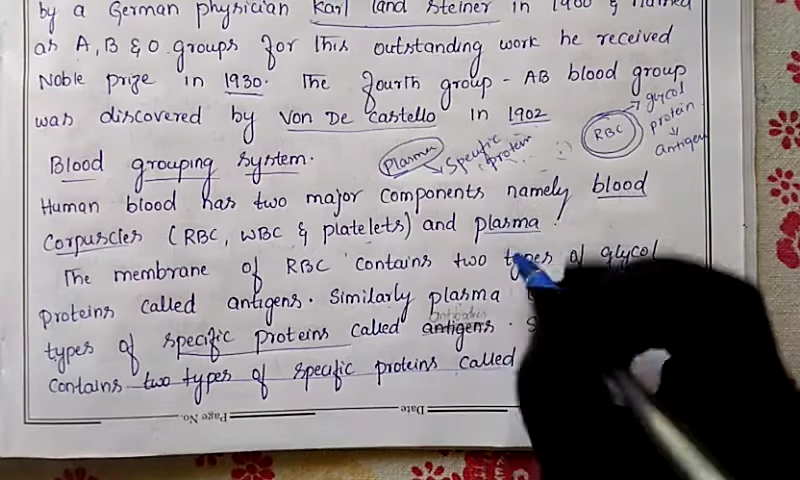 by a German physician Karl land Steiner in 1900 & named
as A, B & O groups for this outstanding work he received
Noble prize in 1930. The fourth group - AB blood group
was discovered by Von De Castello in 1902
RBC → glycol protein ↓ antigen
Blood grouping system.
Plasma → Specific protein
Human blood has two major components namely blood
Corpuscles (RBC, WBC & platelets) and plasma.
The membrane of RBC contains two types of glycol
proteins called antigens. Similarly plasma
antibodies
types of specific proteins called antigens.
contains two types of specific proteins called
Page No.
Date